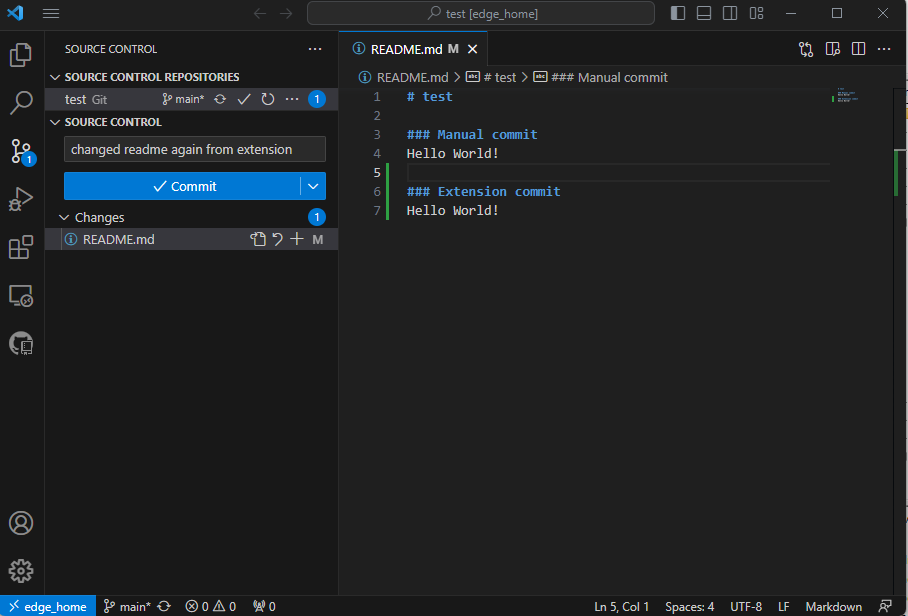 test [edge_home]
SOURCE CONTROL
SOURCE CONTROL REPOSITORIES
test Git main* 1
SOURCE CONTROL
changed readme again from extension
Commit
Changes 1
README.md M
1
README.md M
README.md > # test > ### Manual commit
1 # test
2
3 ### Manual commit
4 Hello World!
5
6 ### Extension commit
7 Hello World!
edge_home main* 0 0 0 Ln 5, Col 1 Spaces: 4 UTF-8 LF Markdown